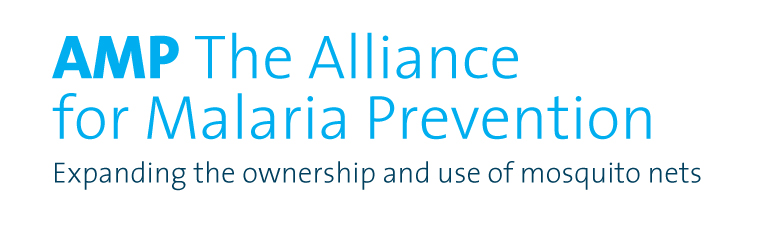 AMP The Alliance
for Malaria Prevention
Expanding the ownership and use of mosquito nets